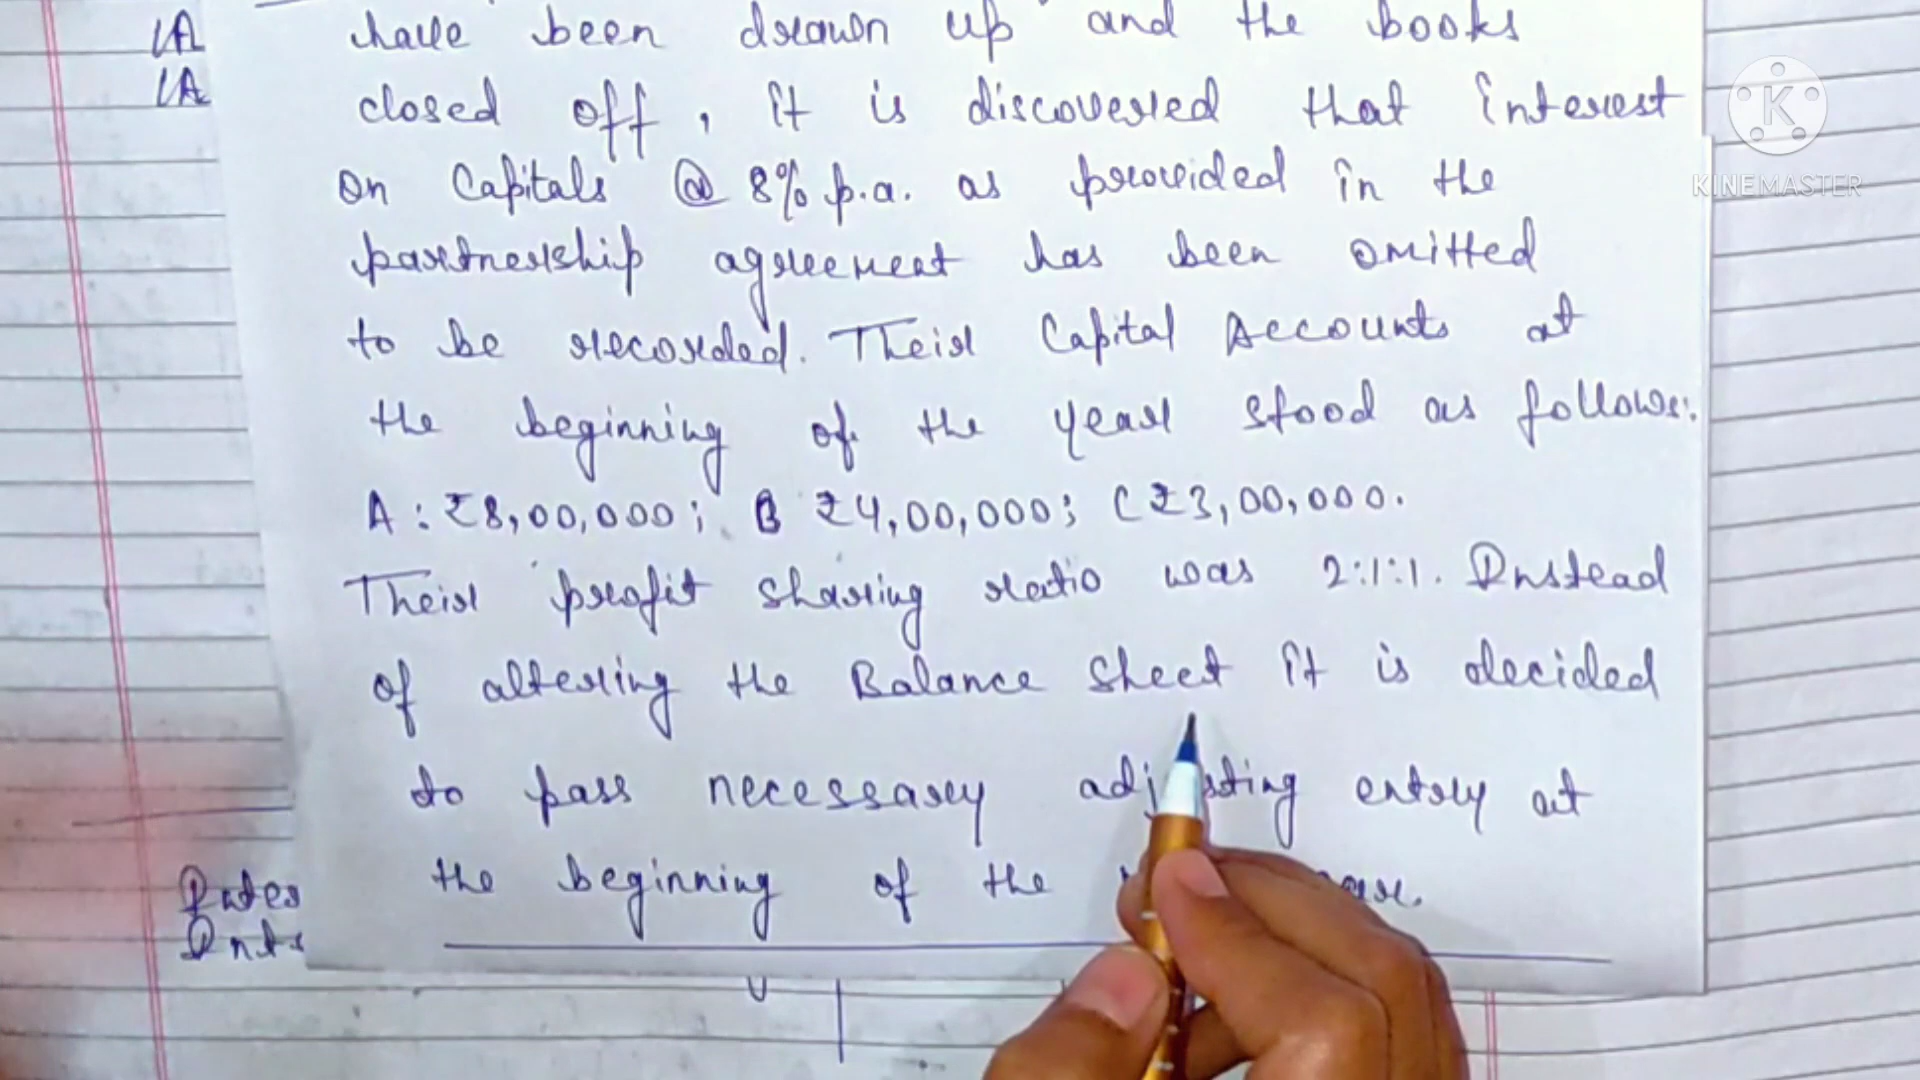 have been drawn up and the books
closed off, it is discovered that interest
on Capitals @ 8% p.a. as provided in the
partnership agreement has been omitted
to be recorded. Their Capital Accounts at
the beginning of the year stood as follows:
A: ₹8,00,000; B ₹4,00,000; C ₹3,00,000.
Their profit sharing ratio was 2:1:1. Instead
of altering the Balance Sheet it is decided
to pass necessary adjusting entry at
the beginning of the
K
KINEMASTER